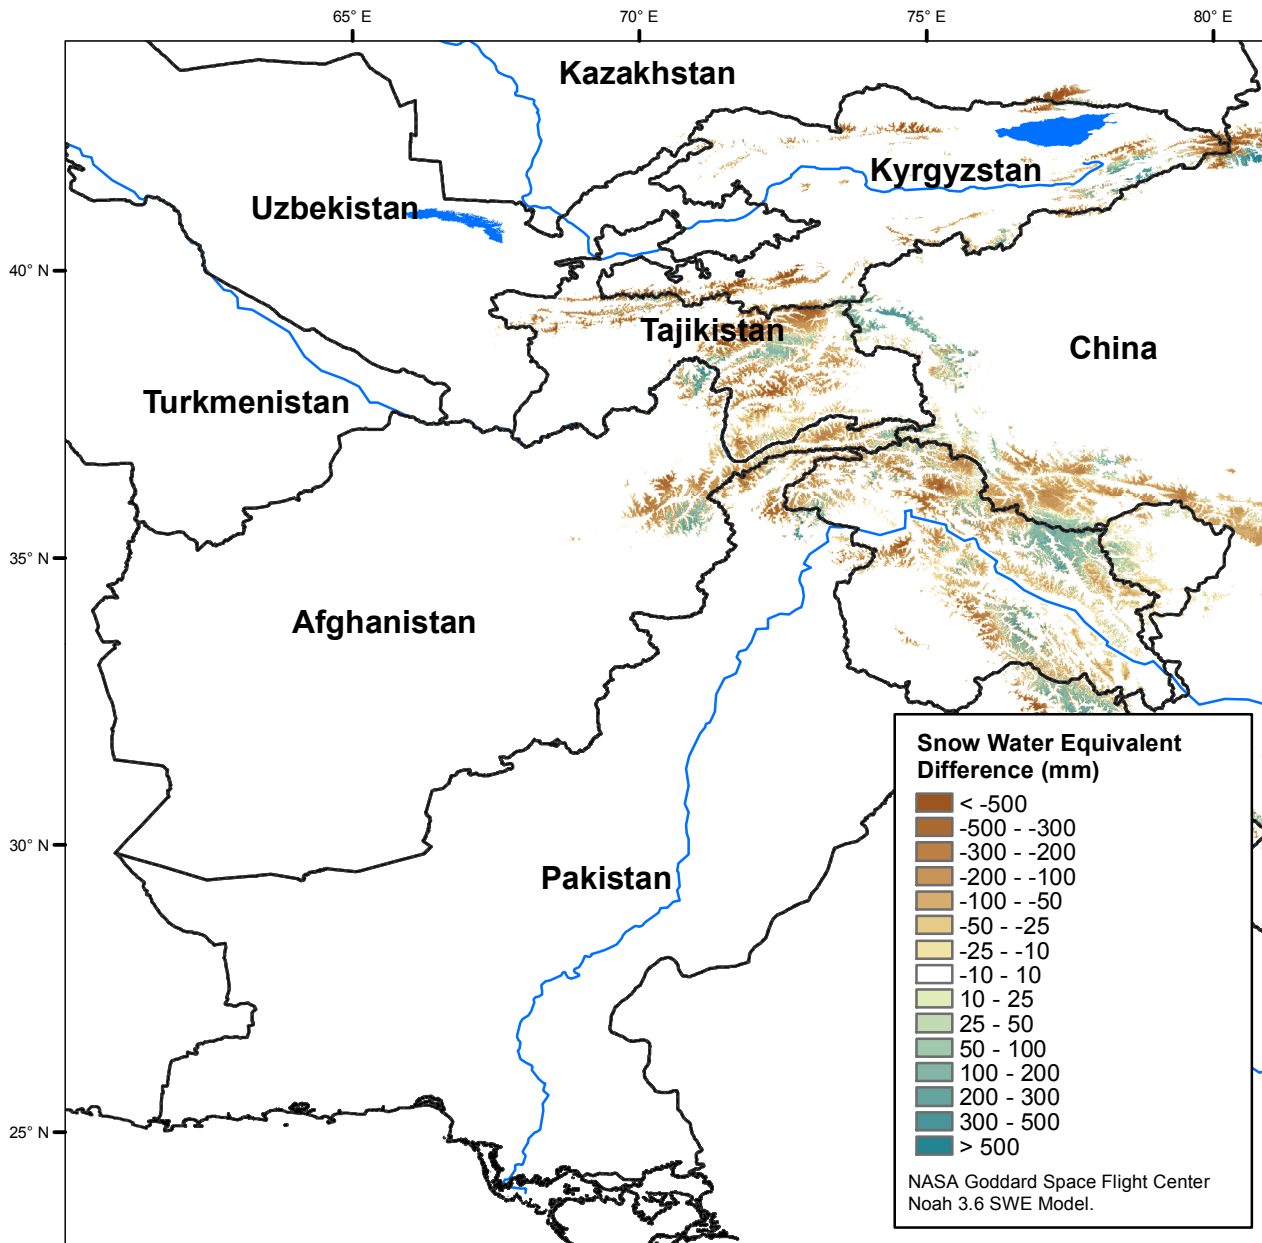 65° E
70° E
75° E
80° E
Kazakhstan
Kyrgyzstan
Uzbekistan
40° N
Tajikistan
China
Turkmenistan
35° N
Afghanistan
Snow Water Equivalent
Difference (mm)
< -500
-500 - -300
-300 - -200
-200 - -100
-100 - -50
-50 - -25
-25 - -10
-10 - 10
10 - 25
25 - 50
50 - 100
100 - 200
200 - 300
300 - 500
> 500
NASA Goddard Space Flight Center
Noah 3.6 SWE Model.
30° N
Pakistan
25° N